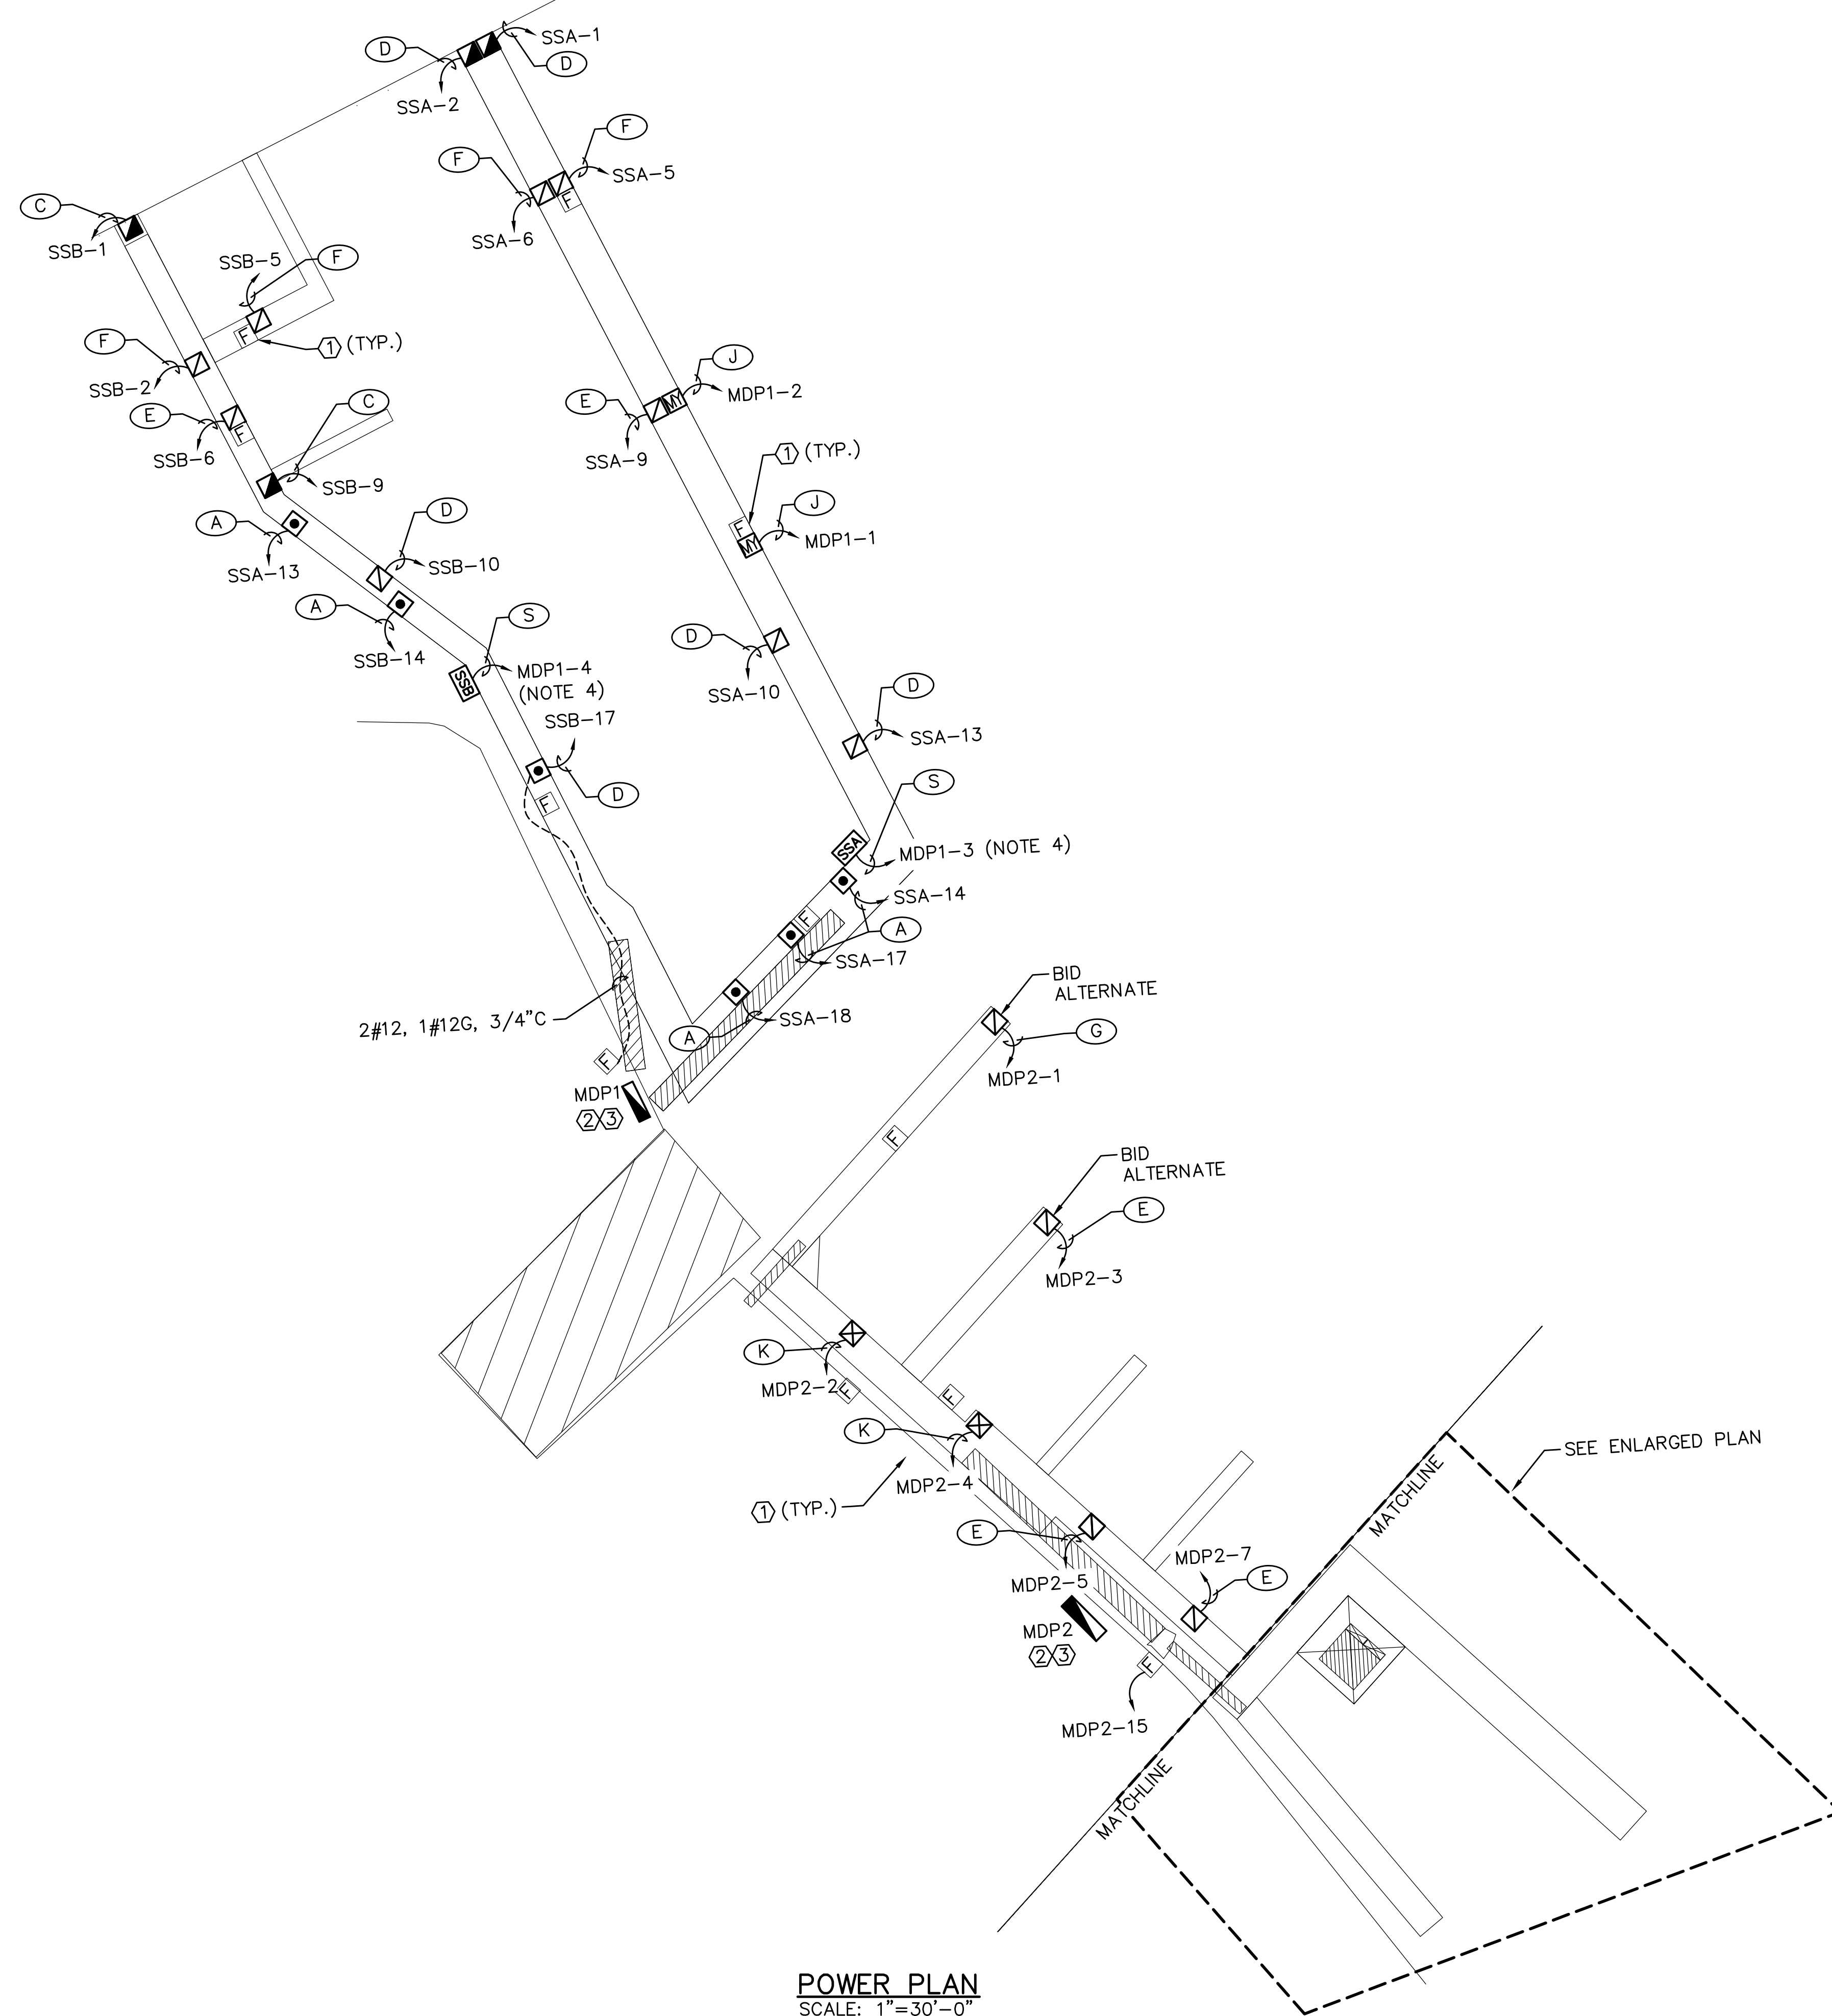 D
SSA-1
D
SSA-2
F
F
SSA-5
F
SSA-6
C
SSB-1
SSB-5
F
F
1 (TYP.)
F
SSB-2
E
F
SSB-6
C
SSB-9
J
MDP1-2
MY
E
SSA-9
1 (TYP.)
J
F
MY
MDP1-1
A
SSA-13
D
SSB-10
A
SSB-14
S
SSB
MDP1-4
(NOTE 4)
SSB-17
D
SSA-10
D
SSA-13
D
F
S
SSA
MDP1-3 (NOTE 4)
SSA-14
A
F
SSA-17
SSA-18
A
2#12, 1#12G, 3/4"C
F
MDP1
2 3
BID
ALTERNATE
G
MDP2-1
F
BID
ALTERNATE
E
MDP2-3
K
MDP2-2
F
F
K
MDP2-4
1 (TYP.)
E
MDP2-5
MDP2-7
E
MDP2
2 3
F
MDP2-15
SEE ENLARGED PLAN
MATCHLINE
MATCHLINE
POWER PLAN
SCALE: 1"=30'-0"